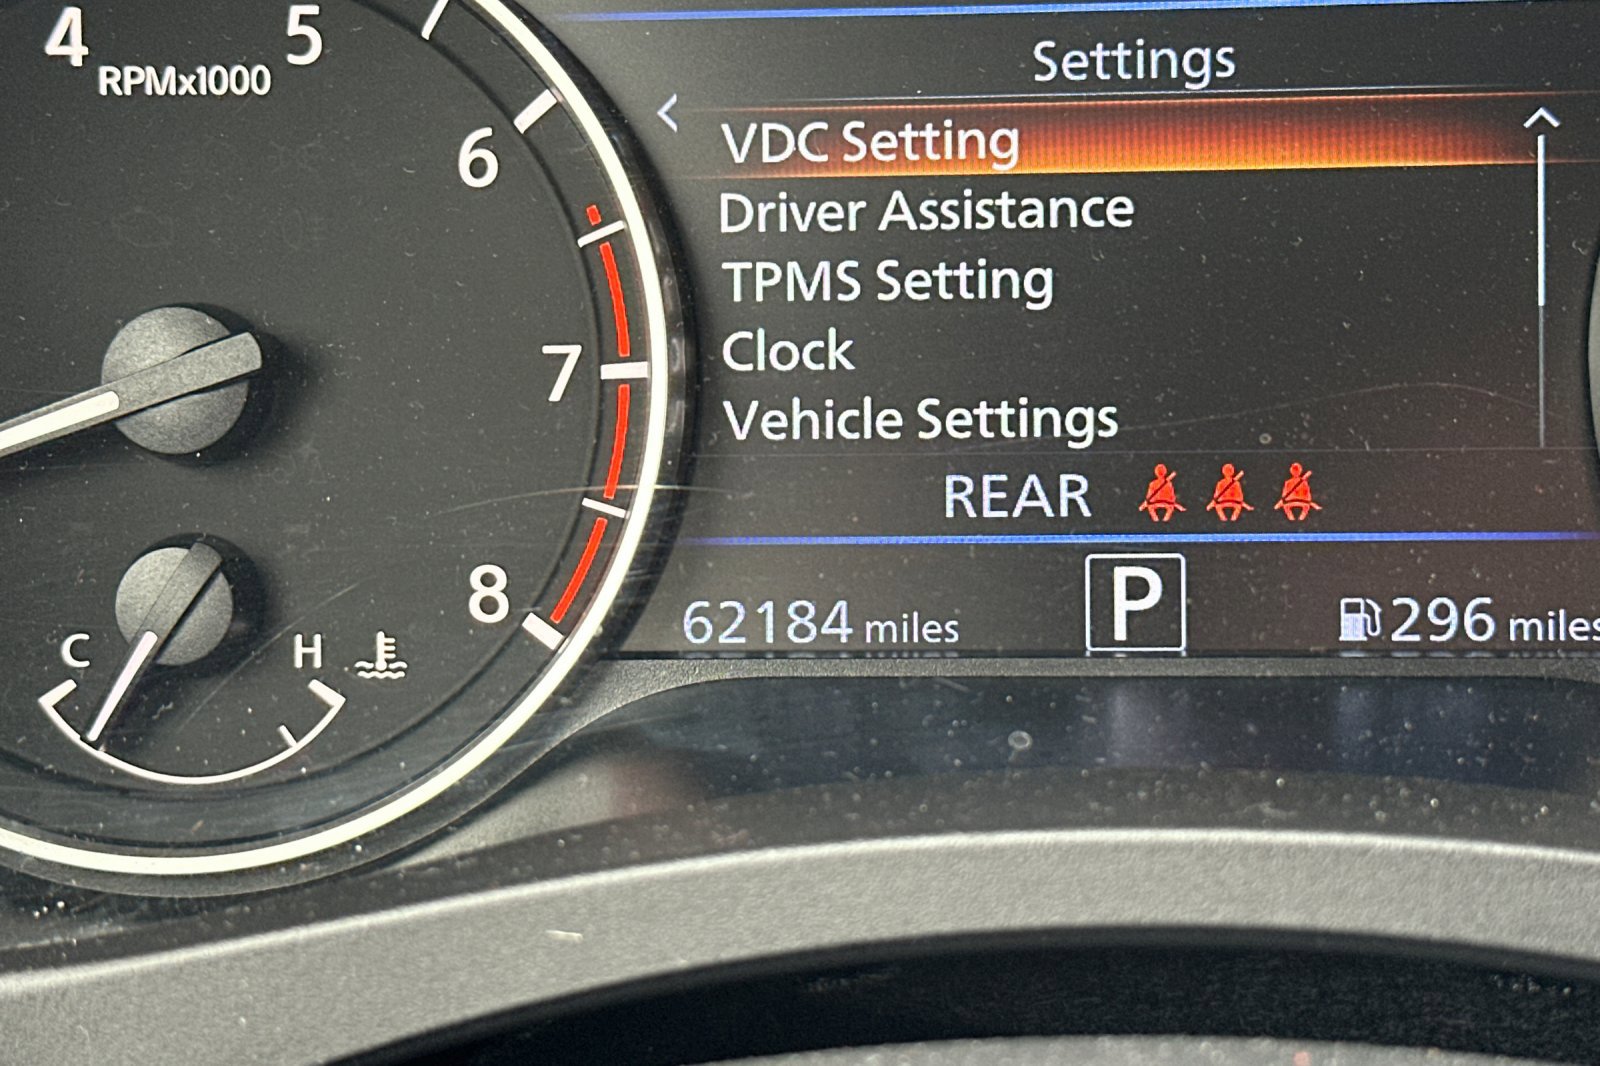 4
5
RPMx1000
6
7
8
C
H
Settings
VDC Setting
Driver Assistance
TPMS Setting
Clock
Vehicle Settings
REAR
62184 miles
P
296 miles